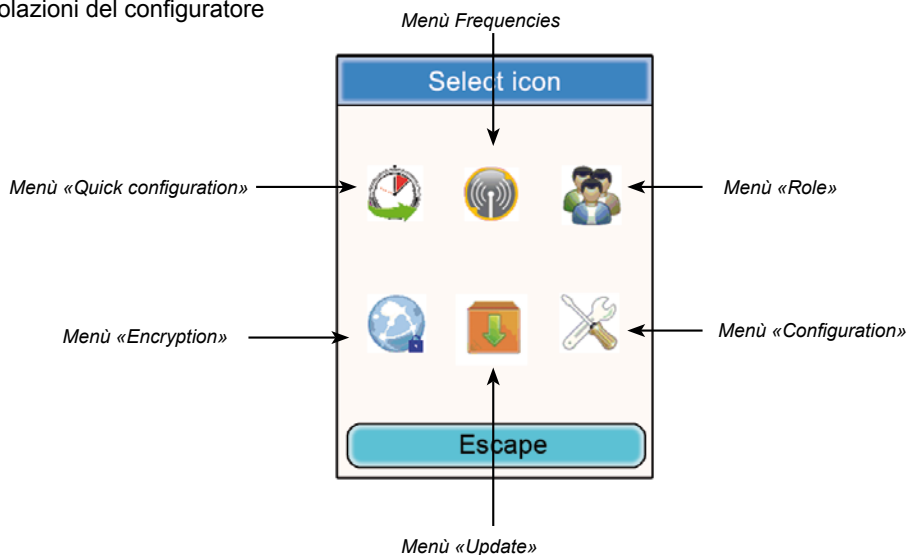 olazioni del configuratore
Menù Frequencies
Select icon
Menù «Quick configuration»
Menù «Role»
Menù «Encryption»
Menù «Configuration»
Escape
Menù «Update»